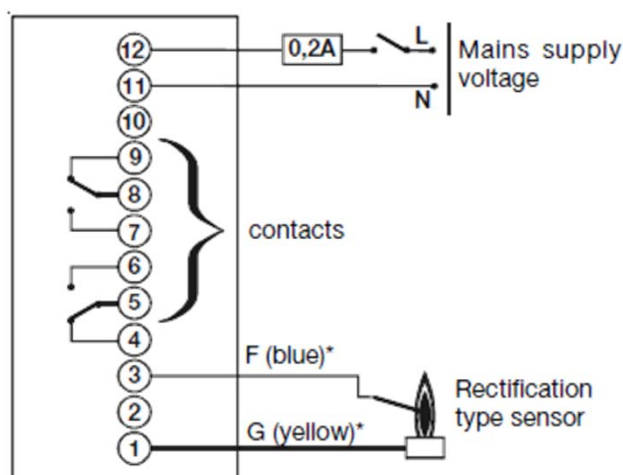 12
0,2A
L
Mains supply
voltage
11
N
10
9
8
7
contacts
6
5
4
F (blue)*
3
Rectification
type sensor
2
G (yellow)*
1